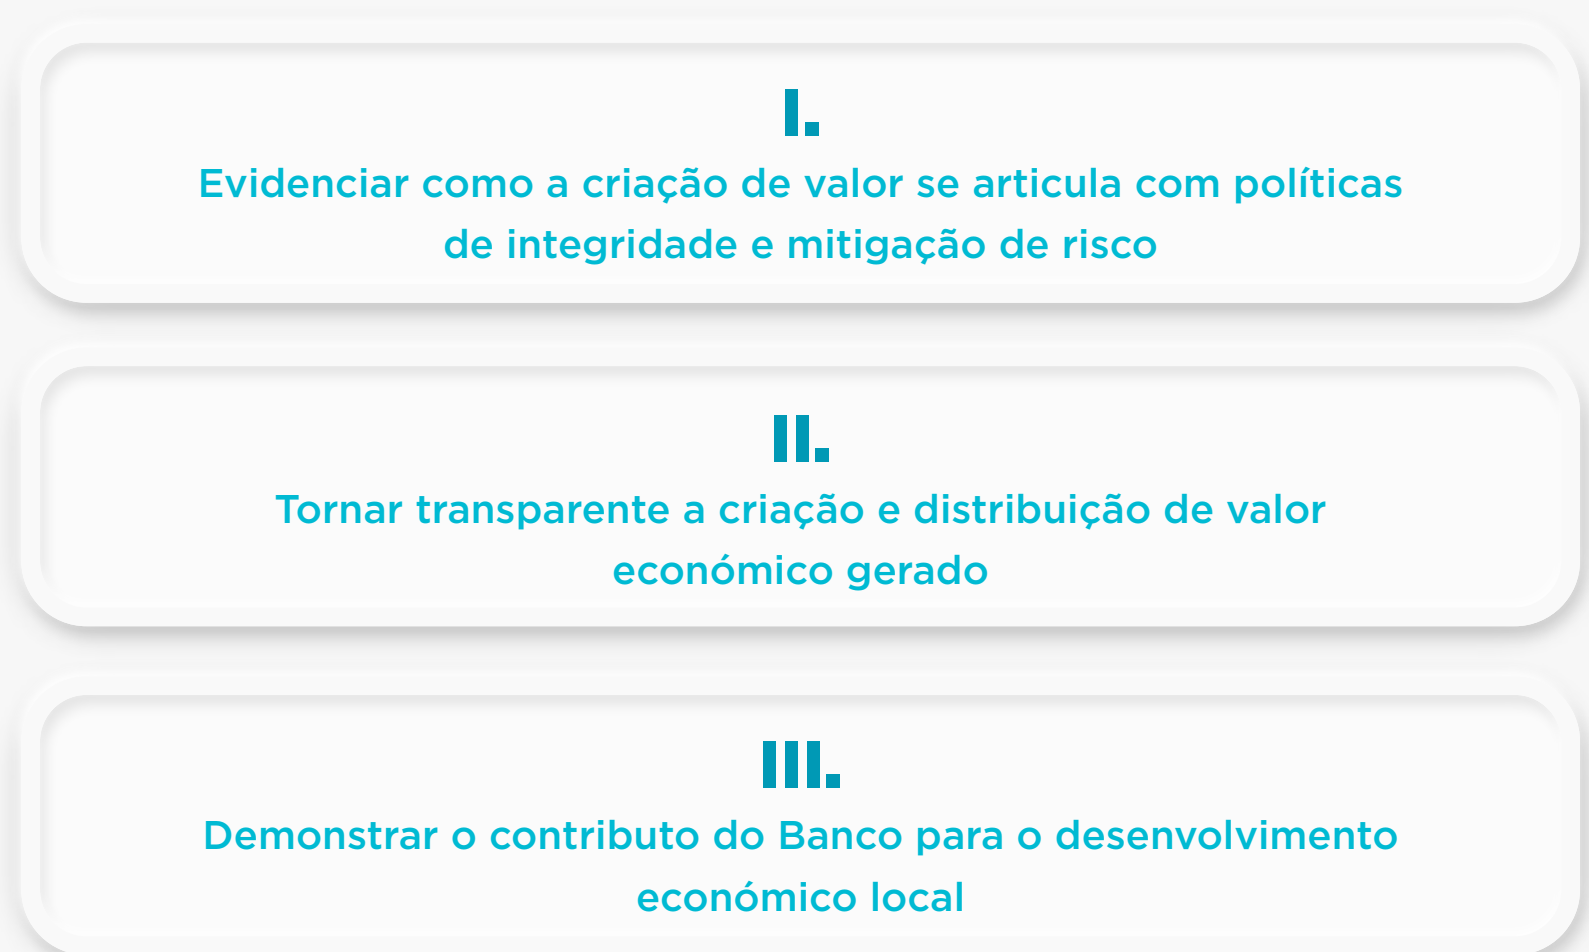 I.
Evidenciar como a criação de valor se articula com políticas
de integridade e mitigação de risco
II.
Tornar transparente a criação e distribuição de valor
económico gerado
III.
Demonstrar o contributo do Banco para o desenvolvimento
económico local